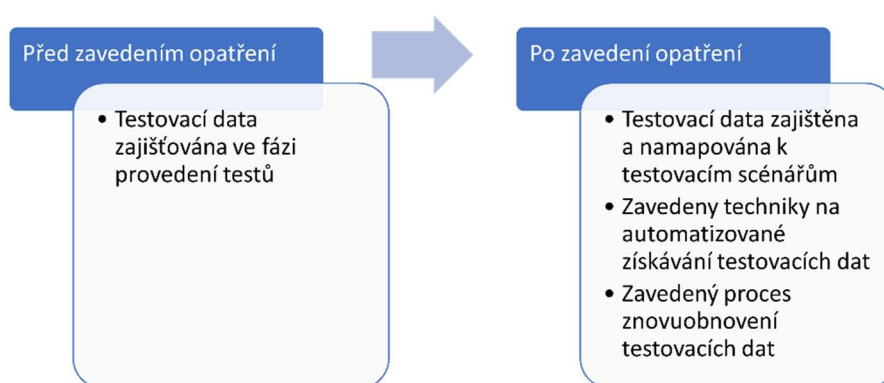 Před zavedením opatření
• Testovací data
zajišťována ve fázi
provedení testů
Po zavedení opatření
• Testovací data zajištěna
a namapována k
testovacím scénářům
• Zavedeny techniky na
automatizované
získávání testovacích dat
• Zavedený proces
znovuobnovení
testovacích dat